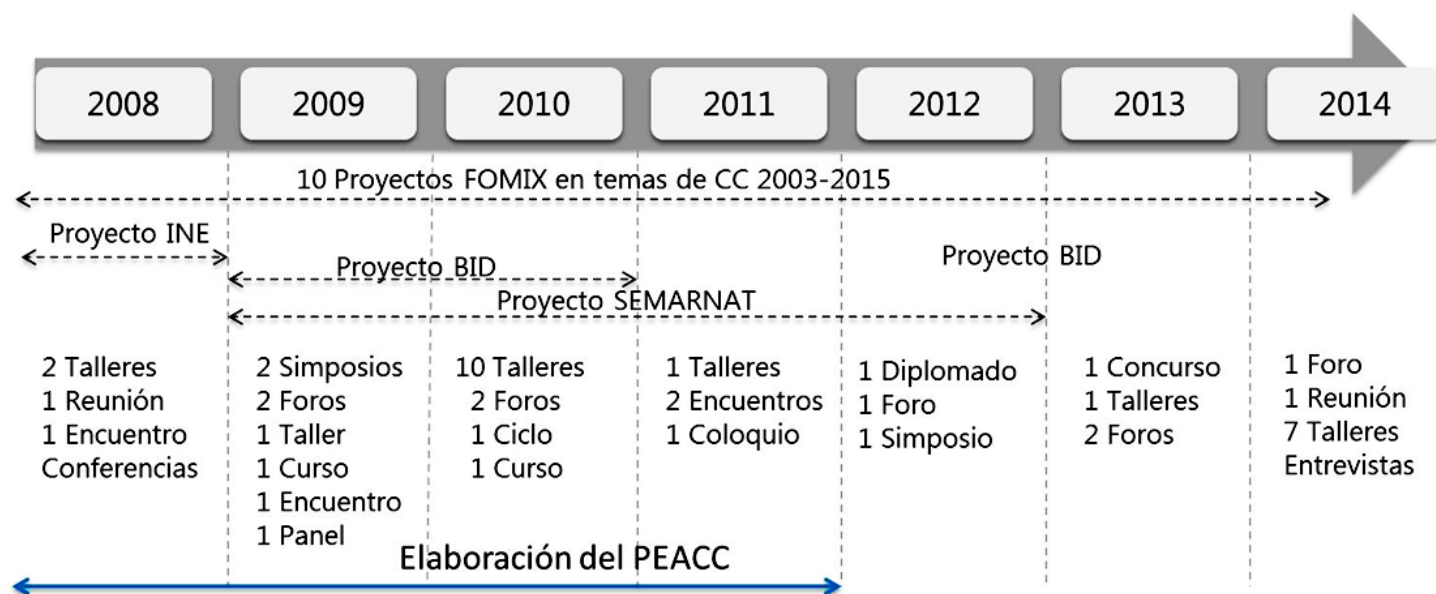 2008
2009
2010
2011
2012
2013
2014
10 Proyectos FOMIX en temas de CC 2003-2015
Proyecto INE
Proyecto BID
Proyecto BID
Proyecto SEMARNAT
2 Talleres
1 Reunión
1 Encuentro
Conferencias
2 Simposios
2 Foros
1 Taller
1 Curso
1 Encuentro
1 Panel
10 Talleres
2 Foros
1 Ciclo
1 Curso
1 Talleres
2 Encuentros
1 Coloquio
1 Diplomado
1 Foro
1 Simposio
1 Concurso
1 Talleres
2 Foros
1 Foro
1 Reunión
7 Talleres
Entrevistas
Elaboración del PEACC